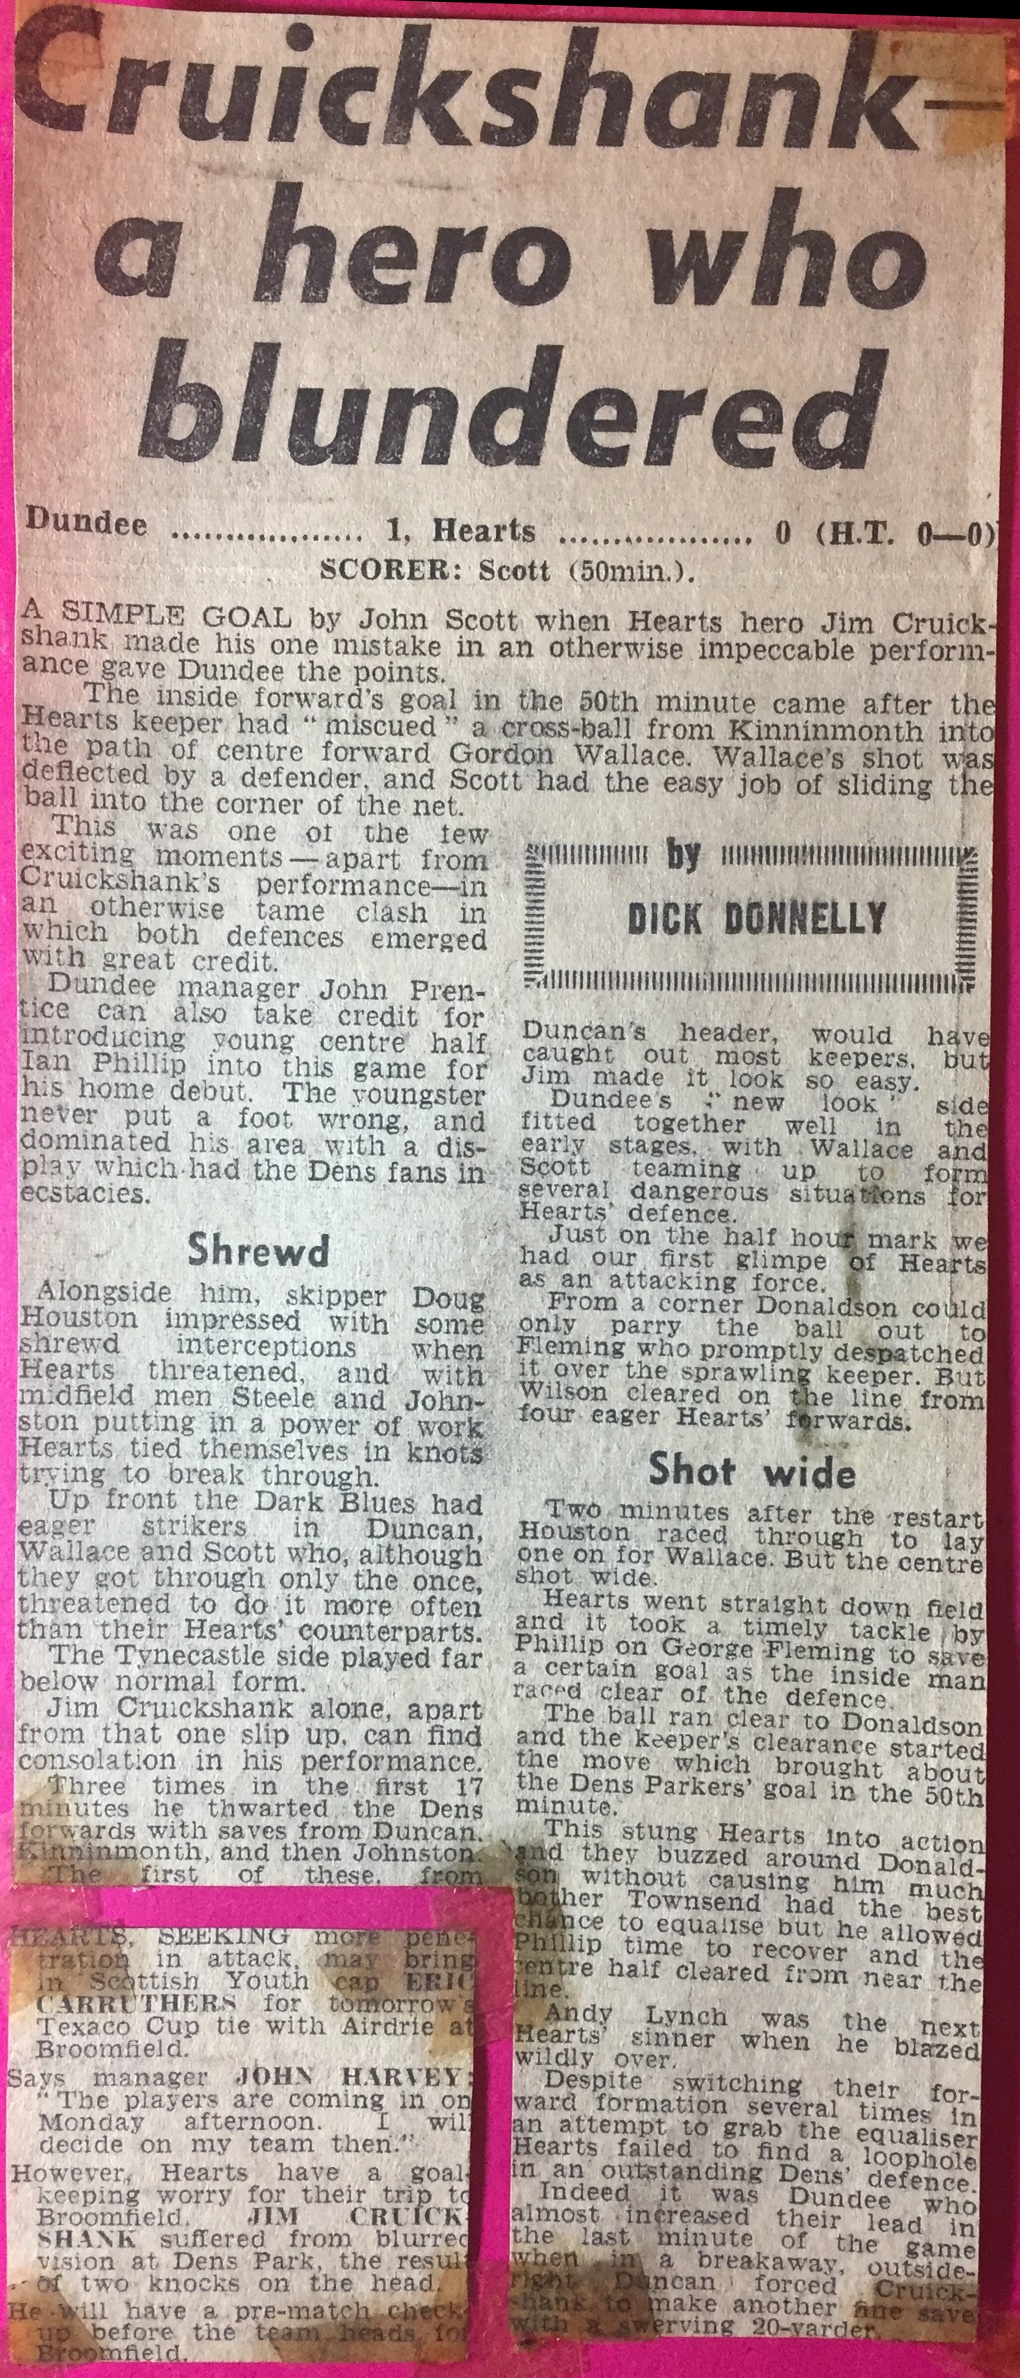 Cruickshank—
a hero who
blundered
Dundee ................... 1, Hearts ................... 0 (H.T. 0—0)
SCORER: Scott (50min.).
A SIMPLE GOAL by John Scott when Hearts hero Jim Cruick-
shank made his one mistake in an otherwise impeccable perform-
ance gave Dundee the points.
The inside forward's goal in the 50th minute came after the
Hearts keeper had "miscued" a cross-ball from Kinninmonth into
the path of centre forward Gordon Wallace. Wallace's shot was
deflected by a defender, and Scott had the easy job of sliding the
ball into the corner of the net.
This was one of the few
exciting moments—apart from
Cruickshank's performance—in
an otherwise tame clash in
which both defences emerged
with great credit.
Dundee manager John Pren-
tice can also take credit for
introducing young centre half
Ian Phillip into this game for
his home debut. The youngster
never put a foot wrong, and
dominated his area with a dis-
play which had the Dens fans in
ecstacies.
Shrewd
Alongside him, skipper Doug
Houston impressed with some
shrewd interceptions when
Hearts threatened, and with
midfield men Steele and John-
ston putting in a power of work
Hearts tied themselves in knots
trying to break through.
Up front the Dark Blues had
eager strikers in Duncan,
Wallace and Scott who, although
they got through only the once,
threatened to do it more often
than their Hearts' counterparts.
The Tynecastle side played far
below normal form.
Jim Cruickshank alone, apart
from that one slip up, can find
consolation in his performance.
Three times in the first 17
minutes he thwarted the Dens
forwards with saves from Duncan,
Kinninmonth, and then Johnston.
The first of these, from
by
DICK DONNELLY
Duncan's header, would have
caught out most keepers, but
Jim made it look so easy.
Dundee's "new look" side
fitted together well in the
early stages, with Wallace and
Scott teaming up to form
several dangerous situations for
Hearts' defence.
Just on the half hour mark we
had our first glimpe of Hearts
as an attacking force.
From a corner Donaldson could
only parry the ball out to
Fleming who promptly despatched
it over the sprawling keeper. But
Wilson cleared on the line from
four eager Hearts' forwards.
Shot wide
Two minutes after the restart
Houston raced through to lay
one on for Wallace. But the centre
shot wide.
Hearts went straight down field
and it took a timely tackle by
Phillip on George Fleming to save
a certain goal as the inside man
raced clear of the defence.
The ball ran clear to Donaldson
and the keeper's clearance started
the move which brought about
the Dens Parkers' goal in the 50th
minute.
This stung Hearts into action
and they buzzed around Donald-
son without causing him much
bother Townsend had the best
chance to equalise but he allowed
Phillip time to recover and the
centre half cleared from near the
line.
Andy Lynch was the next
Hearts' sinner when he blazed
wildly over.
Despite switching their for-
ward formation several times in
an attempt to grab the equaliser
Hearts failed to find a loophole
in an outstanding Dens' defence.
Indeed it was Dundee who
almost increased their lead in
the last minute of the game
when in a breakaway, outside-
right Duncan forced Cruick-
shank to make another fine save
with a swerving 20-yarder.
HEARTS, SEEKING more pene-
tration in attack, may bring
in Scottish Youth cap ERIC
CARRUTHERS for tomorrow's
Texaco Cup tie with Airdrie at
Broomfield.
Says manager JOHN HARVEY:
"The players are coming in on
Monday afternoon. I wil
decide on my team then."
However, Hearts have a goal-
keeping worry for their trip to
Broomfield. JIM CRUICK-
SHANK suffered from blurred
vision at Dens Park, the result
of two knocks on the head.
He will have a pre-match check-
up before the team heads for
Broomfield.